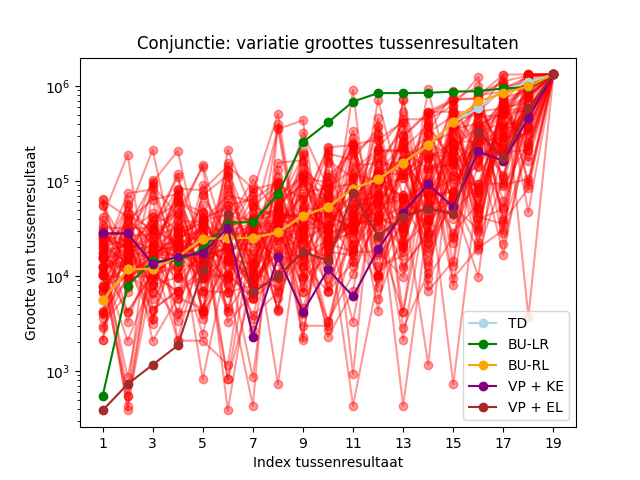 Conjunctie: variatie groottes tussenresultaten
Grootte van tussenresultaat
10^6
10^5
10^4
10^3
TD
BU-LR
BU-RL
VP + KE
VP + EL
1 3 5 7 9 11 13 15 17 19
Index tussenresultaat